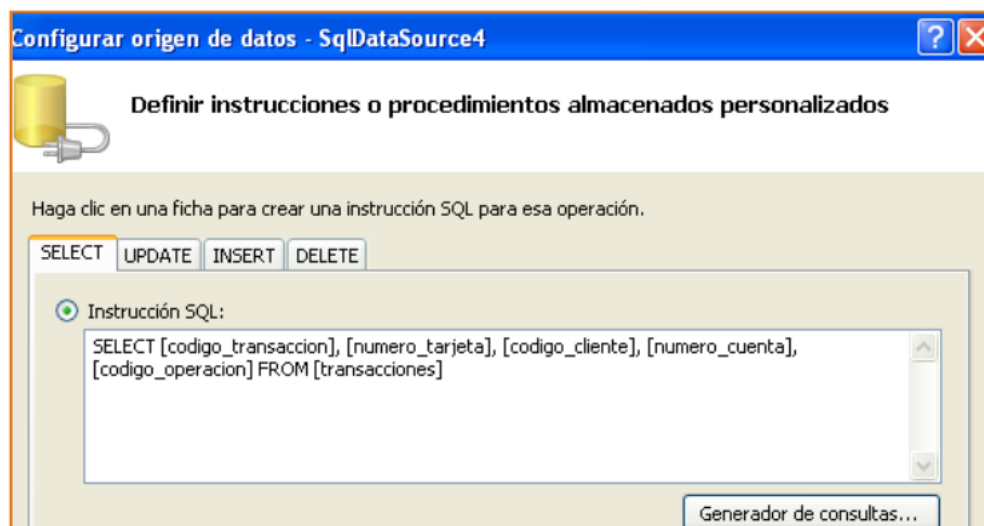 Configurar origen de datos - SqlDataSource4
Definir instrucciones o procedimientos almacenados personalizados
Haga clic en una ficha para crear una instrucción SQL para esa operación.
SELECT UPDATE INSERT DELETE
Instrucción SQL:
SELECT [codigo_transaccion], [numero_tarjeta], [codigo_cliente], [numero_cuenta],
[codigo_operacion] FROM [transacciones]
Generador de consultas...